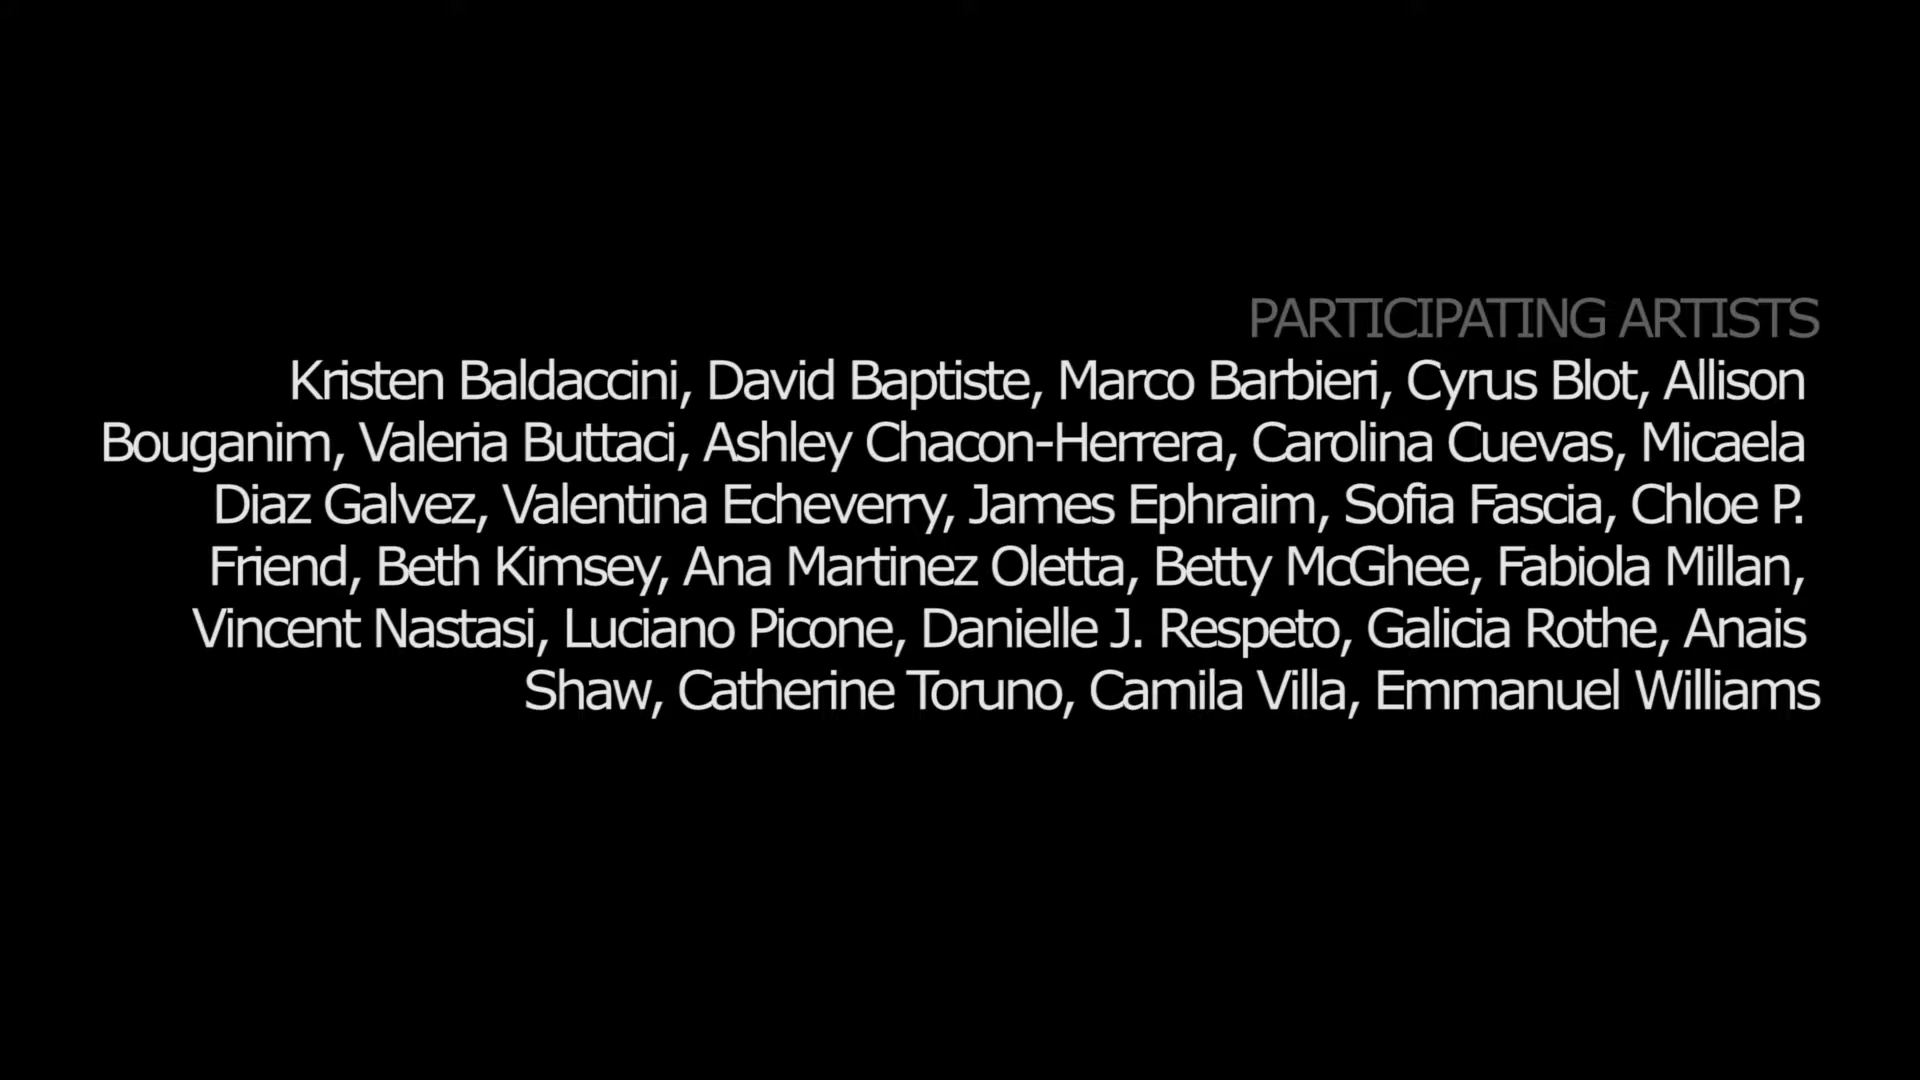 PARTICIPATING ARTISTS
Kristen Baldaccini, David Baptiste, Marco Barbieri, Cyrus Blot, Allison
Bouganim, Valeria Buttaci, Ashley Chacon-Herrera, Carolina Cuevas, Micaela
Diaz Galvez, Valentina Echeverry, James Ephraim, Sofia Fascia, Chloe P.
Friend, Beth Kimsey, Ana Martinez Oletta, Betty McGhee, Fabiola Millan,
Vincent Nastasi, Luciano Picone, Danielle J. Respeto, Galicia Rothe, Anais
Shaw, Catherine Toruno, Camila Villa, Emmanuel Williams